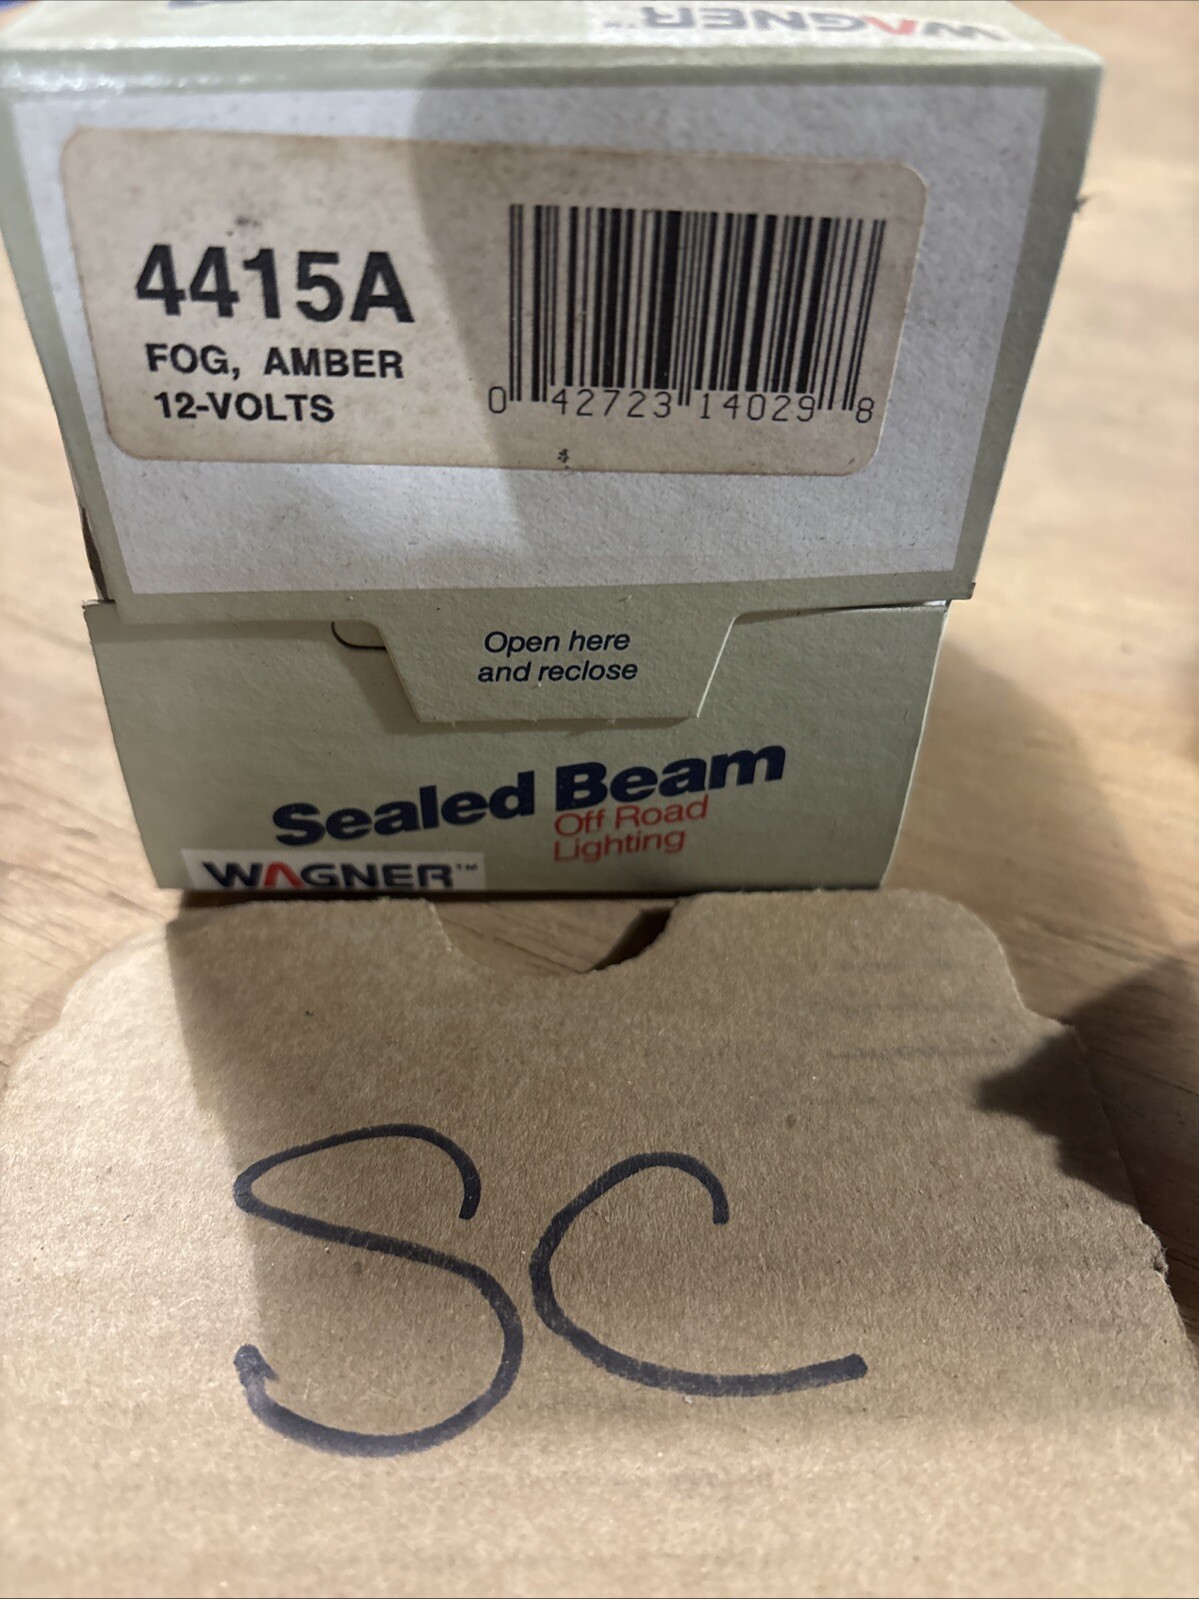 WAGNER™
4415A
FOG, AMBER
12-VOLTS
0 42723 14029 8
Open here
and reclose
Sealed Beam
Off Road
Lighting
WAGNER™
SC